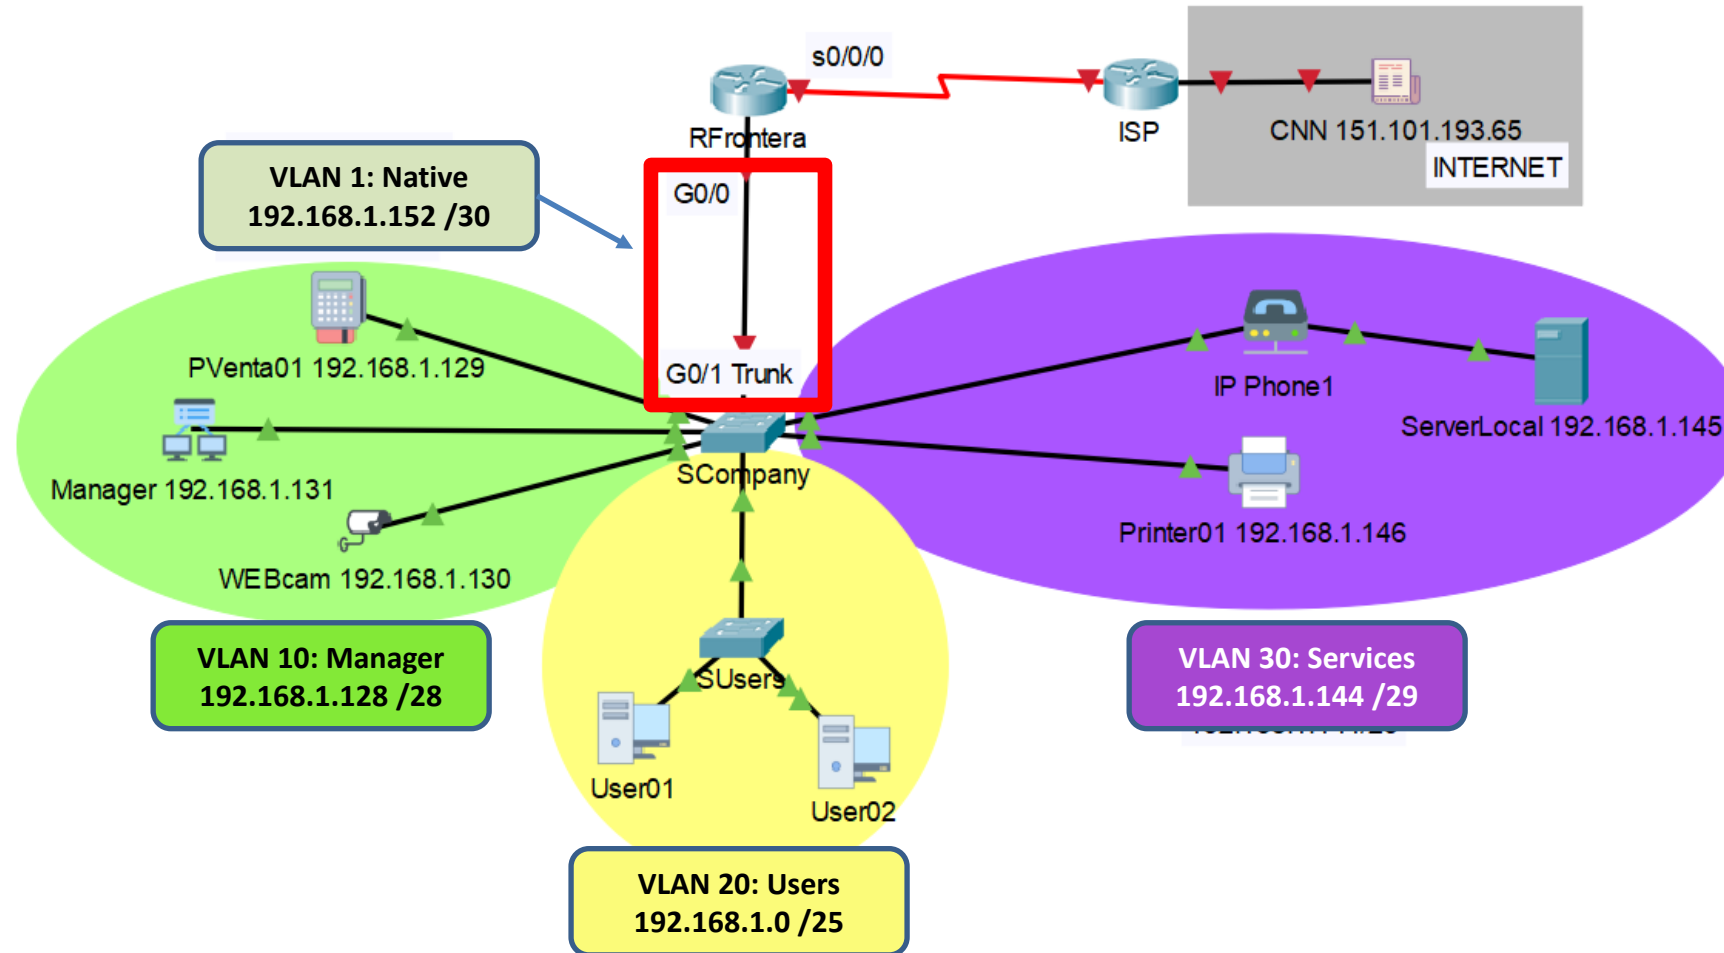 s0/0/0
RFrontera
ISP
CNN 151.101.193.65
INTERNET
VLAN 1: Native
192.168.1.152 /30
G0/0
G0/1 Trunk
PVenta01 192.168.1.129
Manager 192.168.1.131
WEBcam 192.168.1.130
SCompany
IP Phone1
ServerLocal 192.168.1.145
Printer01 192.168.1.146
VLAN 10: Manager
192.168.1.128 /28
SUsers
User01
User02
VLAN 30: Services
192.168.1.144 /29
VLAN 20: Users
192.168.1.0 /25